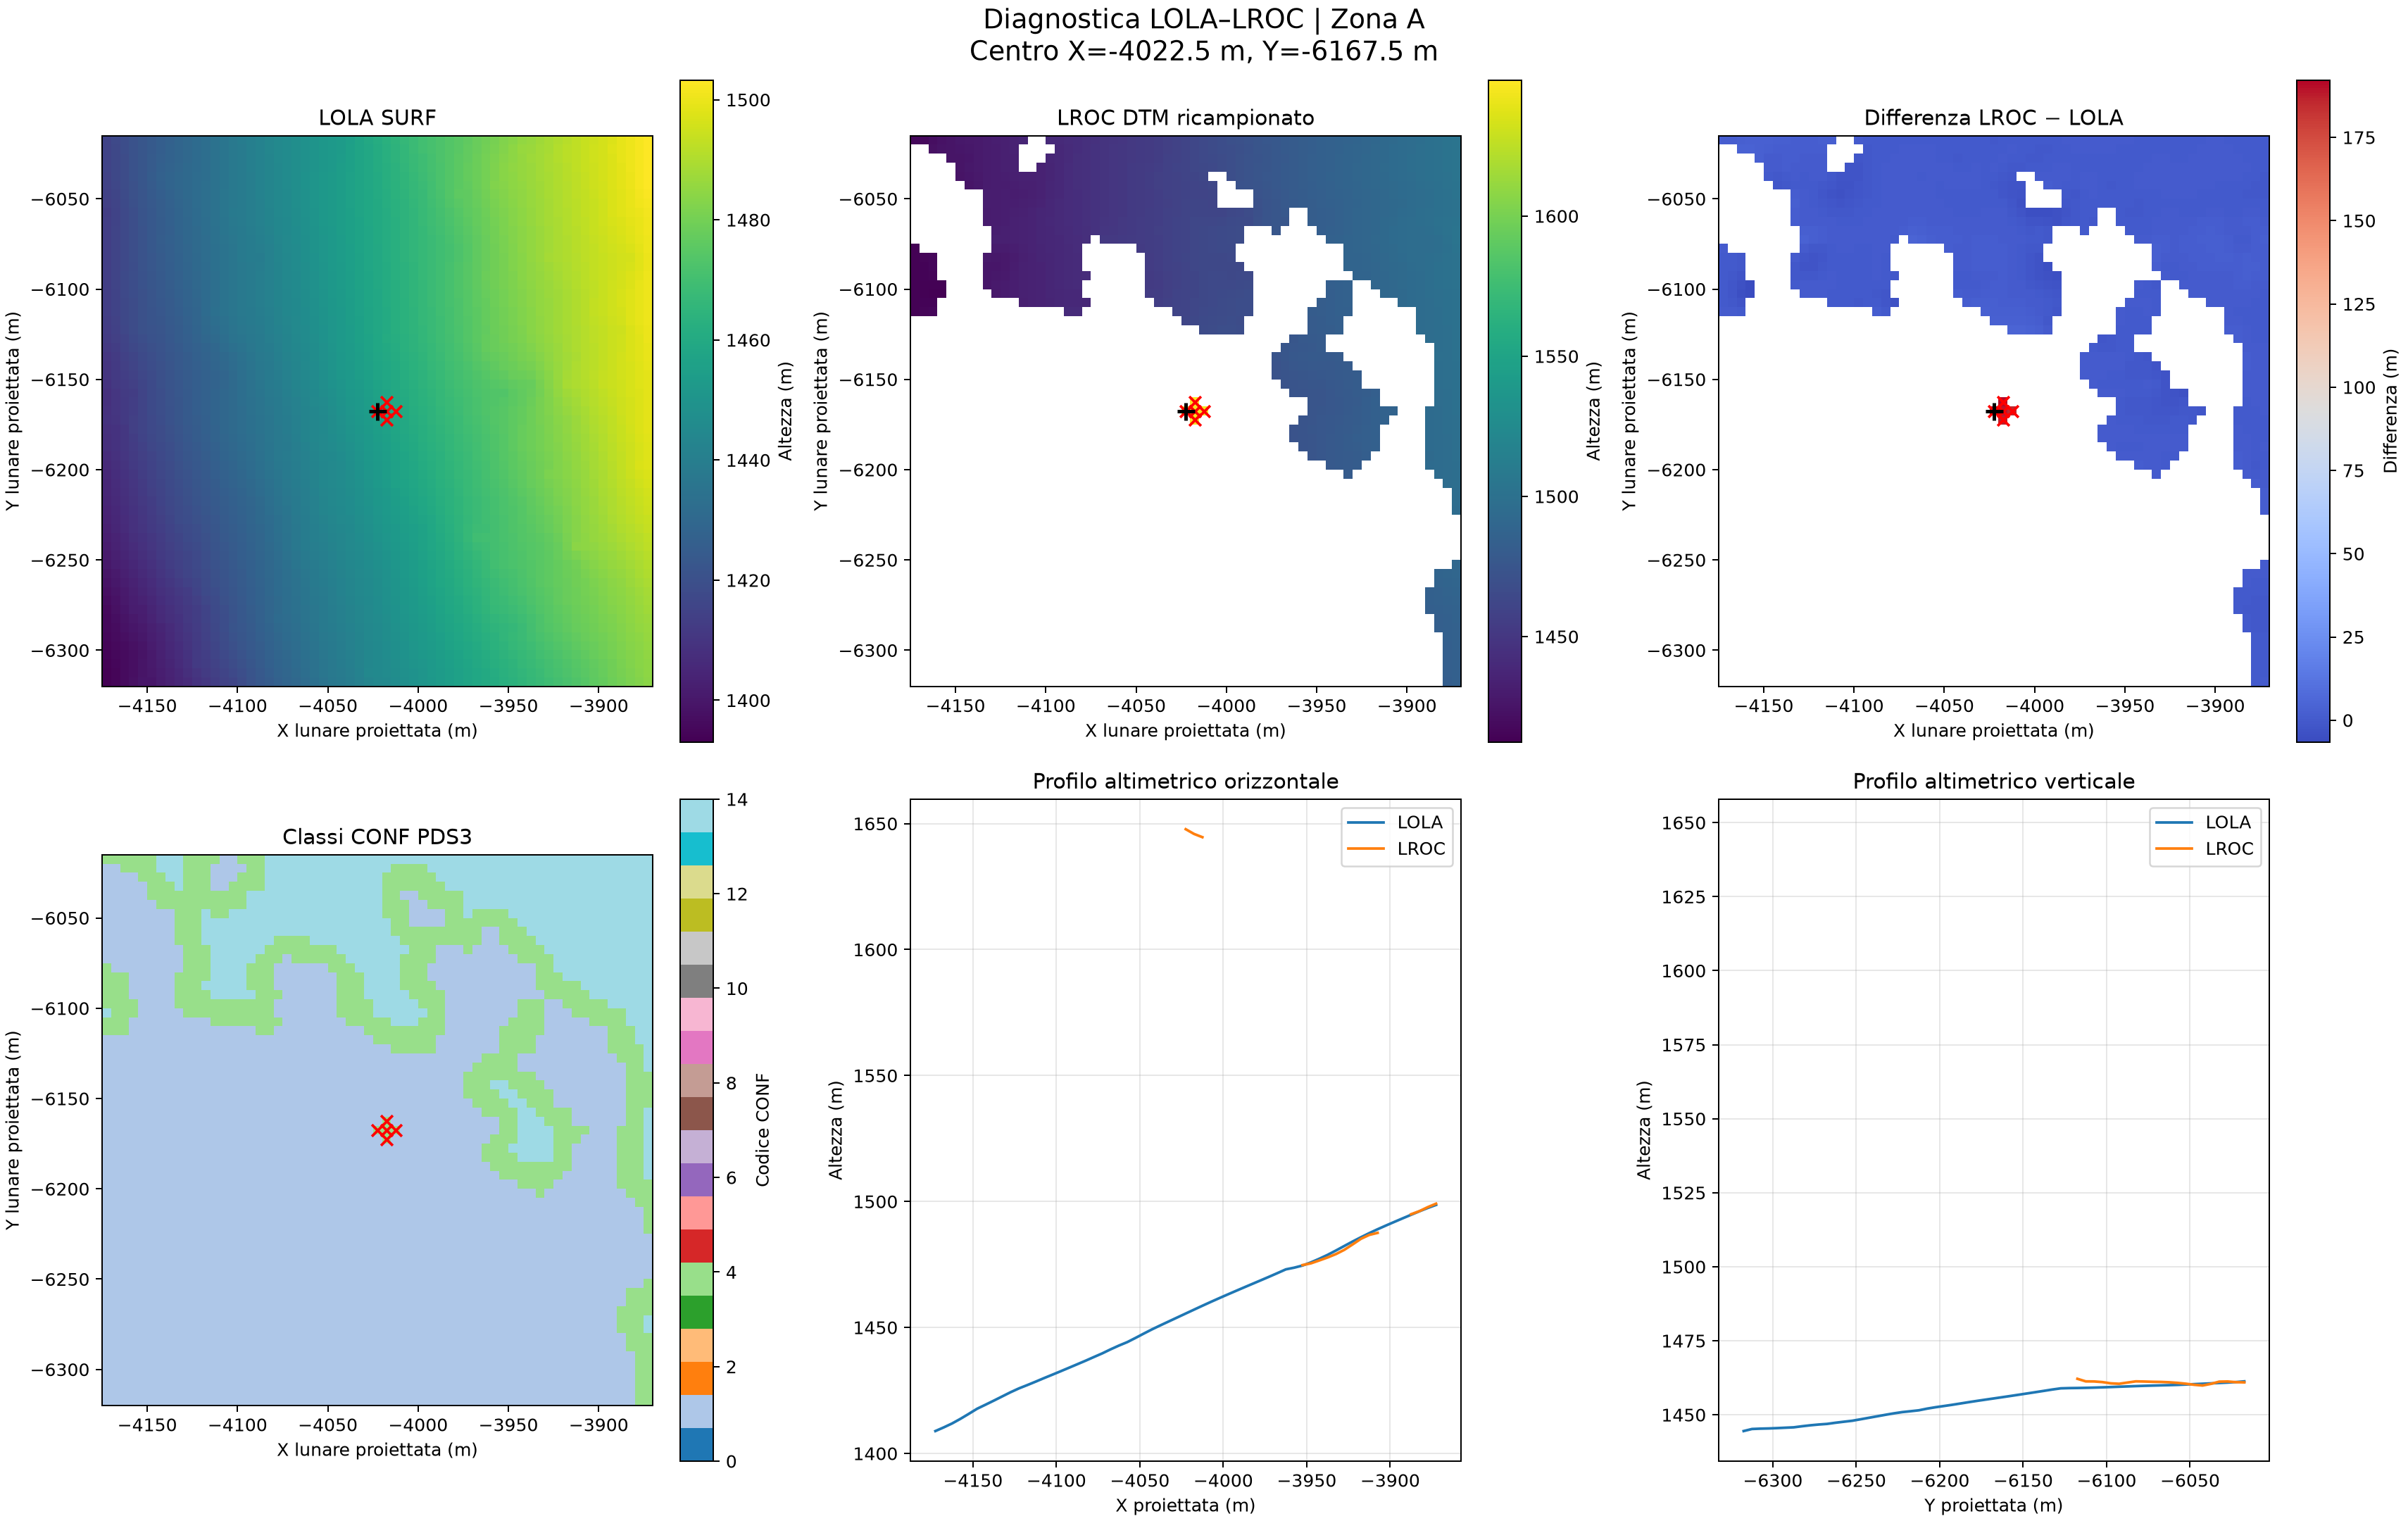 Diagnostica LOLA–LROC | Zona A
Centro X=-4022.5 m, Y=-6167.5 m
LOLA SURF
−6050
−6100
−6150
−6200
−6250
−6300
Y lunare proiettata (m)
−4150 −4100 −4050 −4000 −3950 −3900
X lunare proiettata (m)
1500
1480
1460
1440
1420
1400
Altezza (m)
LROC DTM ricampionato
−6050
−6100
−6150
−6200
−6250
−6300
Y lunare proiettata (m)
−4150 −4100 −4050 −4000 −3950 −3900
X lunare proiettata (m)
1600
1550
1500
1450
Altezza (m)
Differenza LROC − LOLA
−6050
−6100
−6150
−6200
−6250
−6300
Y lunare proiettata (m)
−4150 −4100 −4050 −4000 −3950 −3900
X lunare proiettata (m)
175
150
125
100
75
50
25
0
Differenza (m)
Classi CONF PDS3
−6050
−6100
−6150
−6200
−6250
−6300
Y lunare proiettata (m)
−4150 −4100 −4050 −4000 −3950 −3900
X lunare proiettata (m)
14
12
10
8
6
4
2
0
Codice CONF
Profilo altimetrico orizzontale
LOLA
LROC
1650
1600
1550
1500
1450
1400
Altezza (m)
−4150 −4100 −4050 −4000 −3950 −3900
X proiettata (m)
Profilo altimetrico verticale
LOLA
LROC
1650
1625
1600
1575
1550
1525
1500
1475
1450
Altezza (m)
−6300 −6250 −6200 −6150 −6100 −6050
Y proiettata (m)